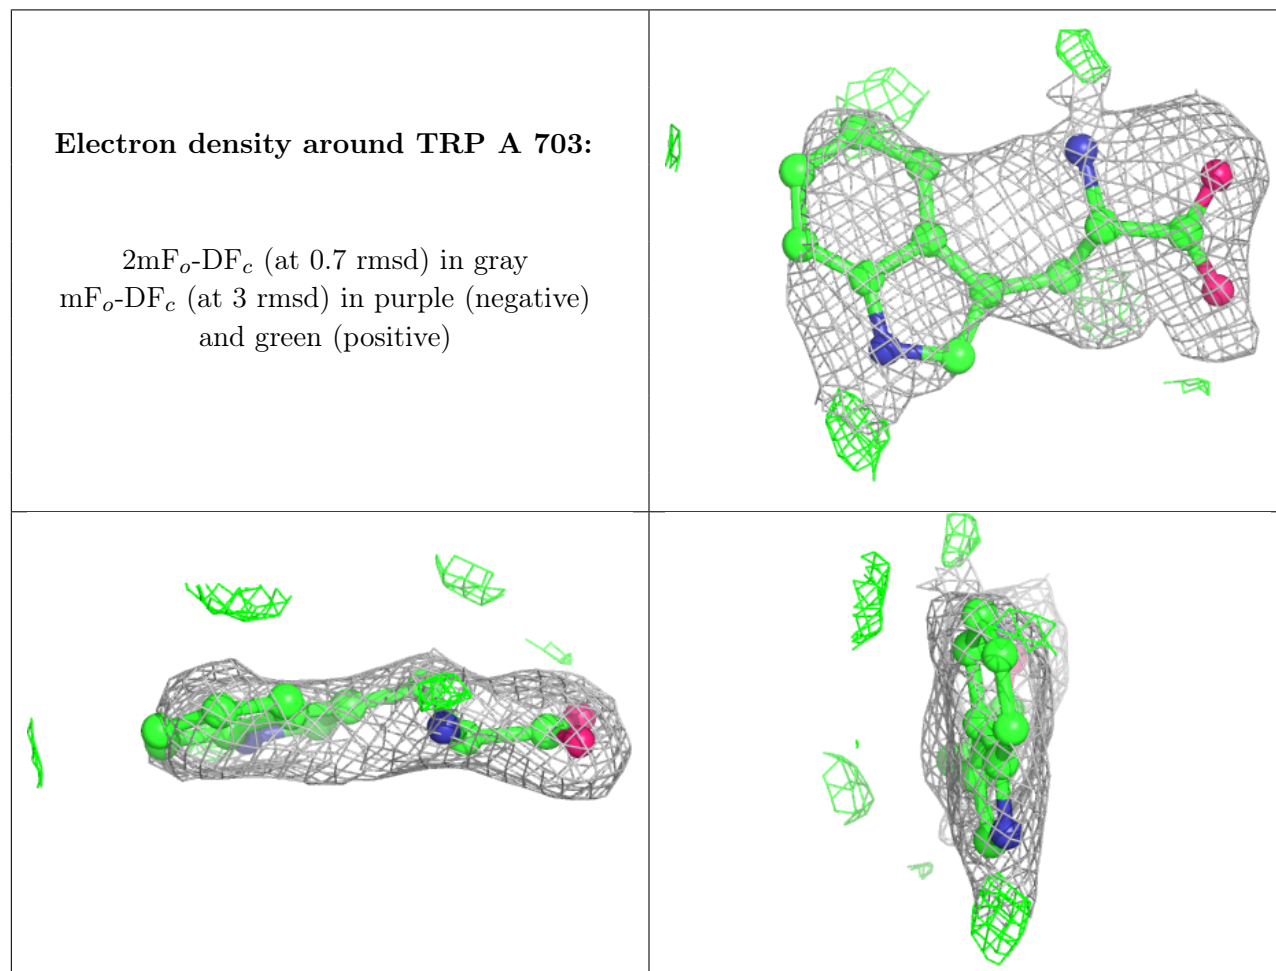 Electron density around TRP A 703:
2mFo-DFc (at 0.7 rmsd) in gray
mFo-DFc (at 3 rmsd) in purple (negative)
and green (positive)